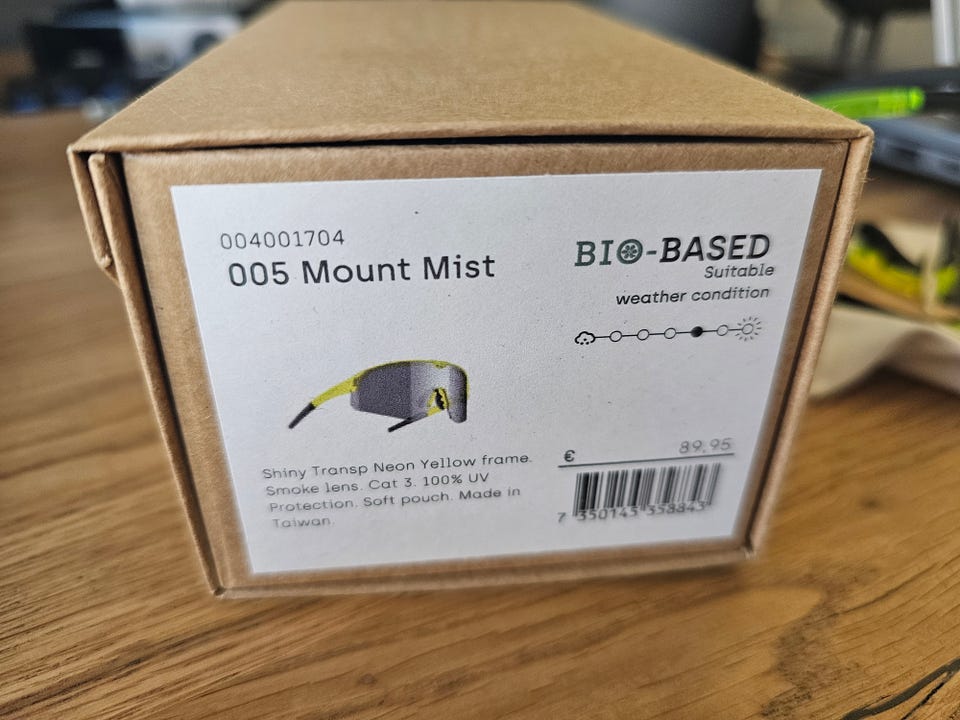 004001704
005 Mount Mist
BIO-BASED
Suitable
weather condition
Shiny Transp Neon Yellow frame.
Smoke lens. Cat 3. 100% UV
Protection. Soft pouch. Made in
Taiwan.
€ 89,95
7 350145 358843